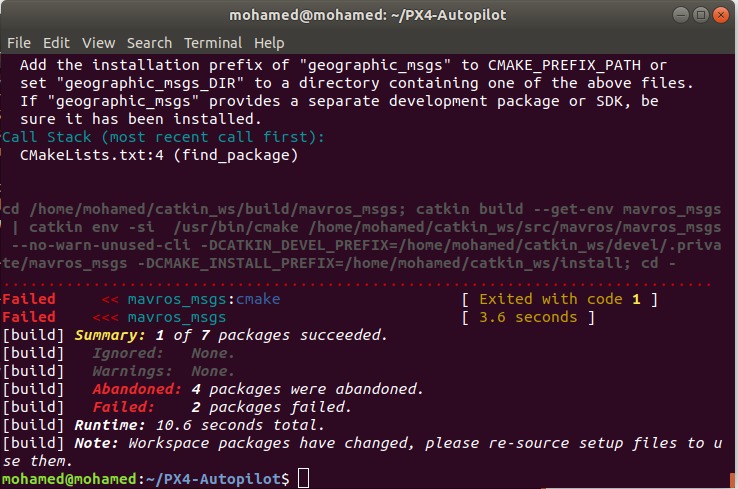 mohamed@mohamed: ~/PX4-Autopilot
File Edit View Search Terminal Help
Add the installation prefix of "geographic_msgs" to CMAKE_PREFIX_PATH or
set "geographic_msgs_DIR" to a directory containing one of the above files.
If "geographic_msgs" provides a separate development package or SDK, be
sure it has been installed.
Call Stack (most recent call first):
CMakeLists.txt:4 (find_package)
cd /home/mohamed/catkin_ws/build/mavros_msgs; catkin build --get-env mavros_msgs
| catkin env -si  /usr/bin/cmake /home/mohamed/catkin_ws/src/mavros/mavros_msgs
--no-warn-unused-cli -DCATKIN_DEVEL_PREFIX=/home/mohamed/catkin_ws/devel/.priva
te/mavros_msgs -DCMAKE_INSTALL_PREFIX=/home/mohamed/catkin_ws/install; cd -
...............................................................................
Failed     << mavros_msgs:cmake                    [ Exited with code 1 ]
Failed    <<< mavros_msgs                          [ 3.6 seconds ]
[build] Summary: 1 of 7 packages succeeded.
[build]   Ignored:   None.
[build]   Warnings:  None.
[build]   Abandoned: 4 packages were abandoned.
[build]   Failed:    2 packages failed.
[build] Runtime: 10.6 seconds total.
[build] Note: Workspace packages have changed, please re-source setup files to u
se them.
mohamed@mohamed:~/PX4-Autopilot$